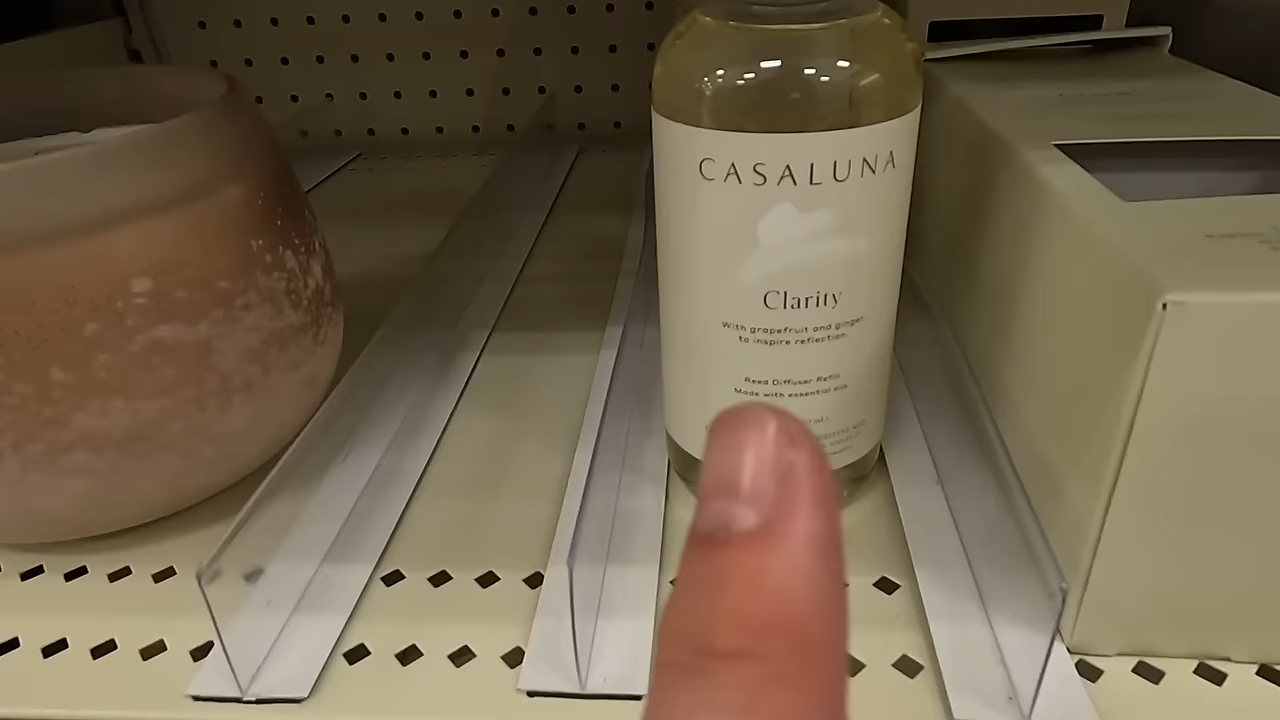 CASALUNA
Clarity
With grapefruit and ginger
to inspire reflection.
Reed Diffuser Refill
Made with essential oils